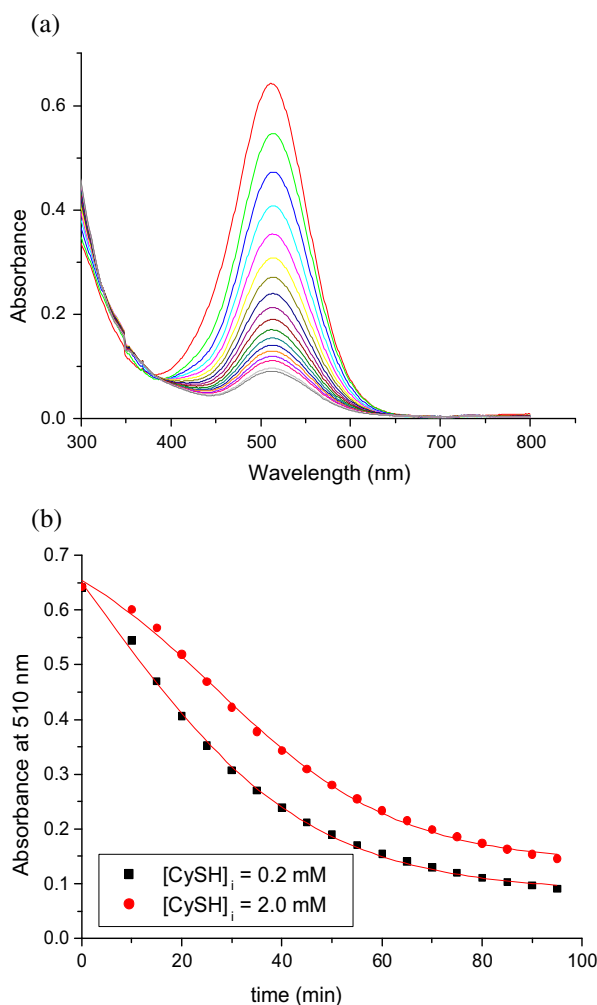 (a)
0.6
0.4
0.2
0.0
Absorbance
300 400 500 600 700 800
Wavelength (nm)
(b)
0.7
0.6
0.5
0.4
0.3
0.2
0.1
0.0
Absorbance at 510 nm
[CySH]i = 0.2 mM
[CySH]i = 2.0 mM
0 20 40 60 80 100
time (min)